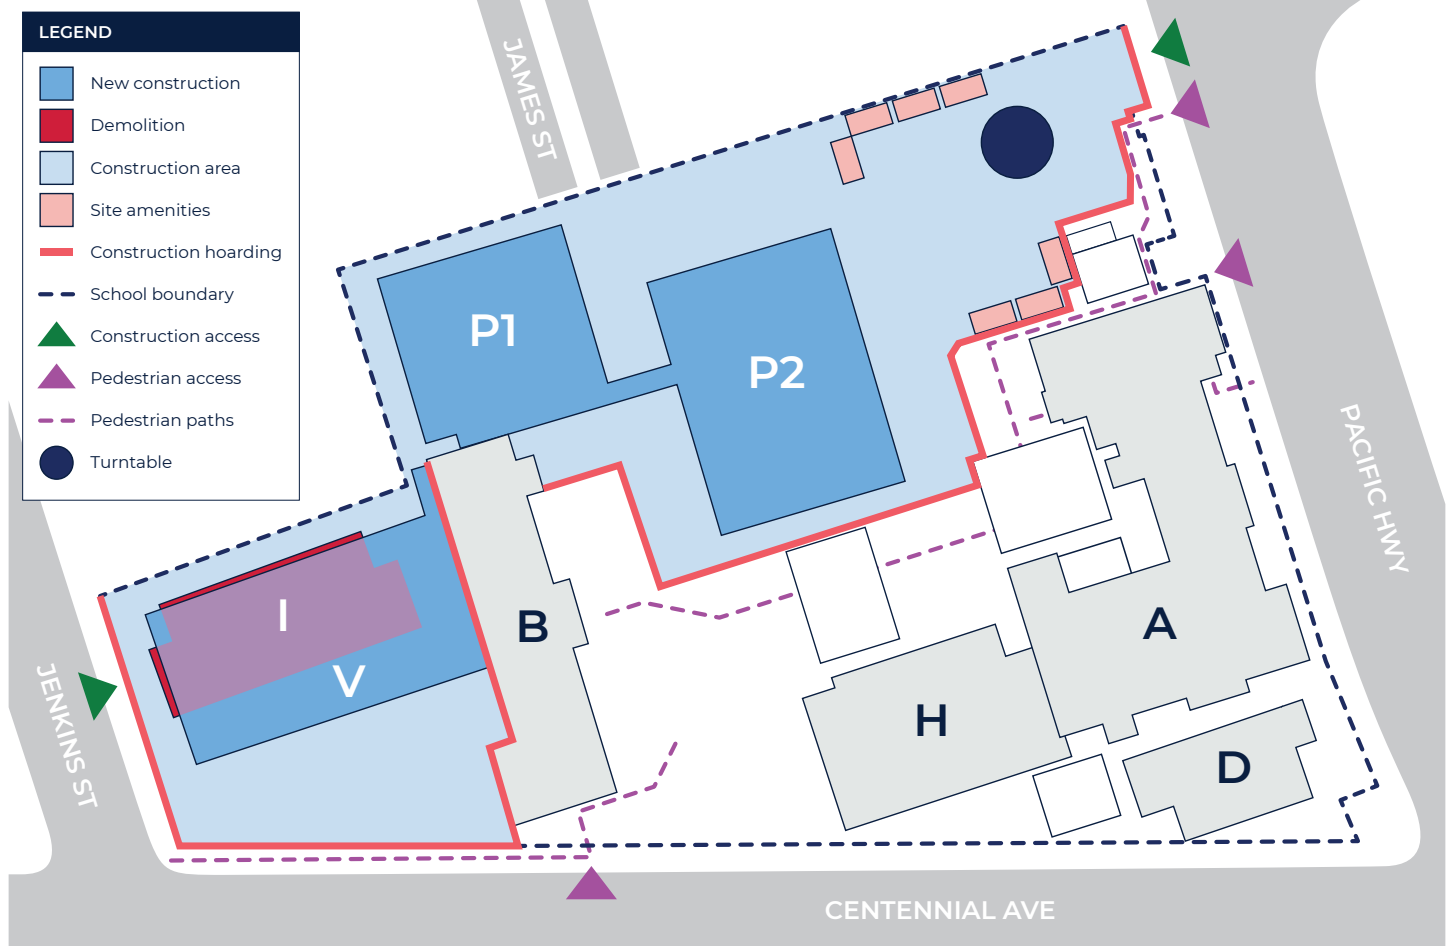 LEGEND
New construction
Demolition
Construction area
Site amenities
Construction hoarding
School boundary
Construction access
Pedestrian access
Pedestrian paths
Turntable
JAMES ST
P1
P2
PACIFIC HWY
I
B
V
A
H
D
JENKINS ST
CENTENNIAL AVE